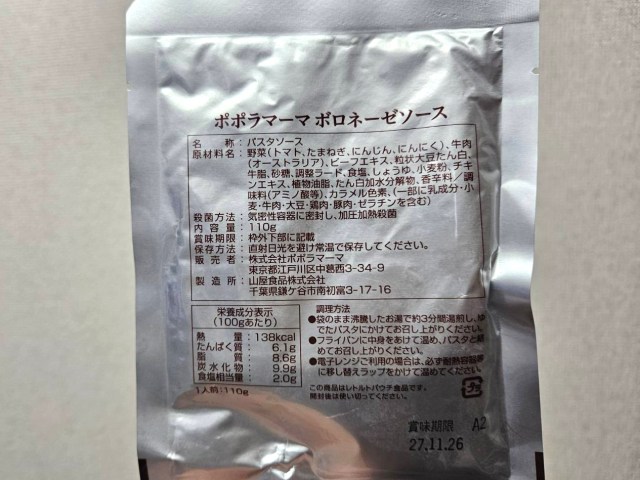 ポポラマーマ ボロネーゼソース
名称：パスタソース
原材料名：野菜（トマト、たまねぎ、にんじん、にんにく）、牛肉
（オーストラリア）、ビーフエキス、粒状大豆たん白、
牛脂、砂糖、調整ラード、食塩、しょうゆ、小麦粉、チキ
ンエキス、植物油脂、たん白加水分解物、香辛料／調
味料（アミノ酸等）、カラメル色素、（一部に乳成分・小
麦・牛肉・大豆・鶏肉・豚肉・ゼラチンを含む）
殺菌方法：気密性容器に密封し、加圧加熱殺菌
内容量：110g
賞味期限：枠外下部に記載
保存方法：直射日光を避け常温で保存してください。
販売者：株式会社ポポラマーマ
東京都江戸川区中葛西3-34-9
製造所：山屋食品株式会社
千葉県鎌ケ谷市南初富3-17-16
栄養成分表示
（100gあたり）
熱量：138kcal
たんぱく質：6.1g
脂質：8.6g
炭水化物：9.9g
食塩相当量：2.0g
1人前：110g
調理方法
●袋のまま沸騰したお湯で約3分間湯煎し、ゆ
でたパスタにかけてお召し上がりください。
●フライパンに中身をあけて温め、パスタと絡
めてお召し上がりください。
●電子レンジご利用の場合は、必ず耐熱容器等
に移し替えラップをかけて温めてください。
この商品はレトルトパウチ食品です。
開封後は使い切ってください。
賞味期限 A2
27.11.26